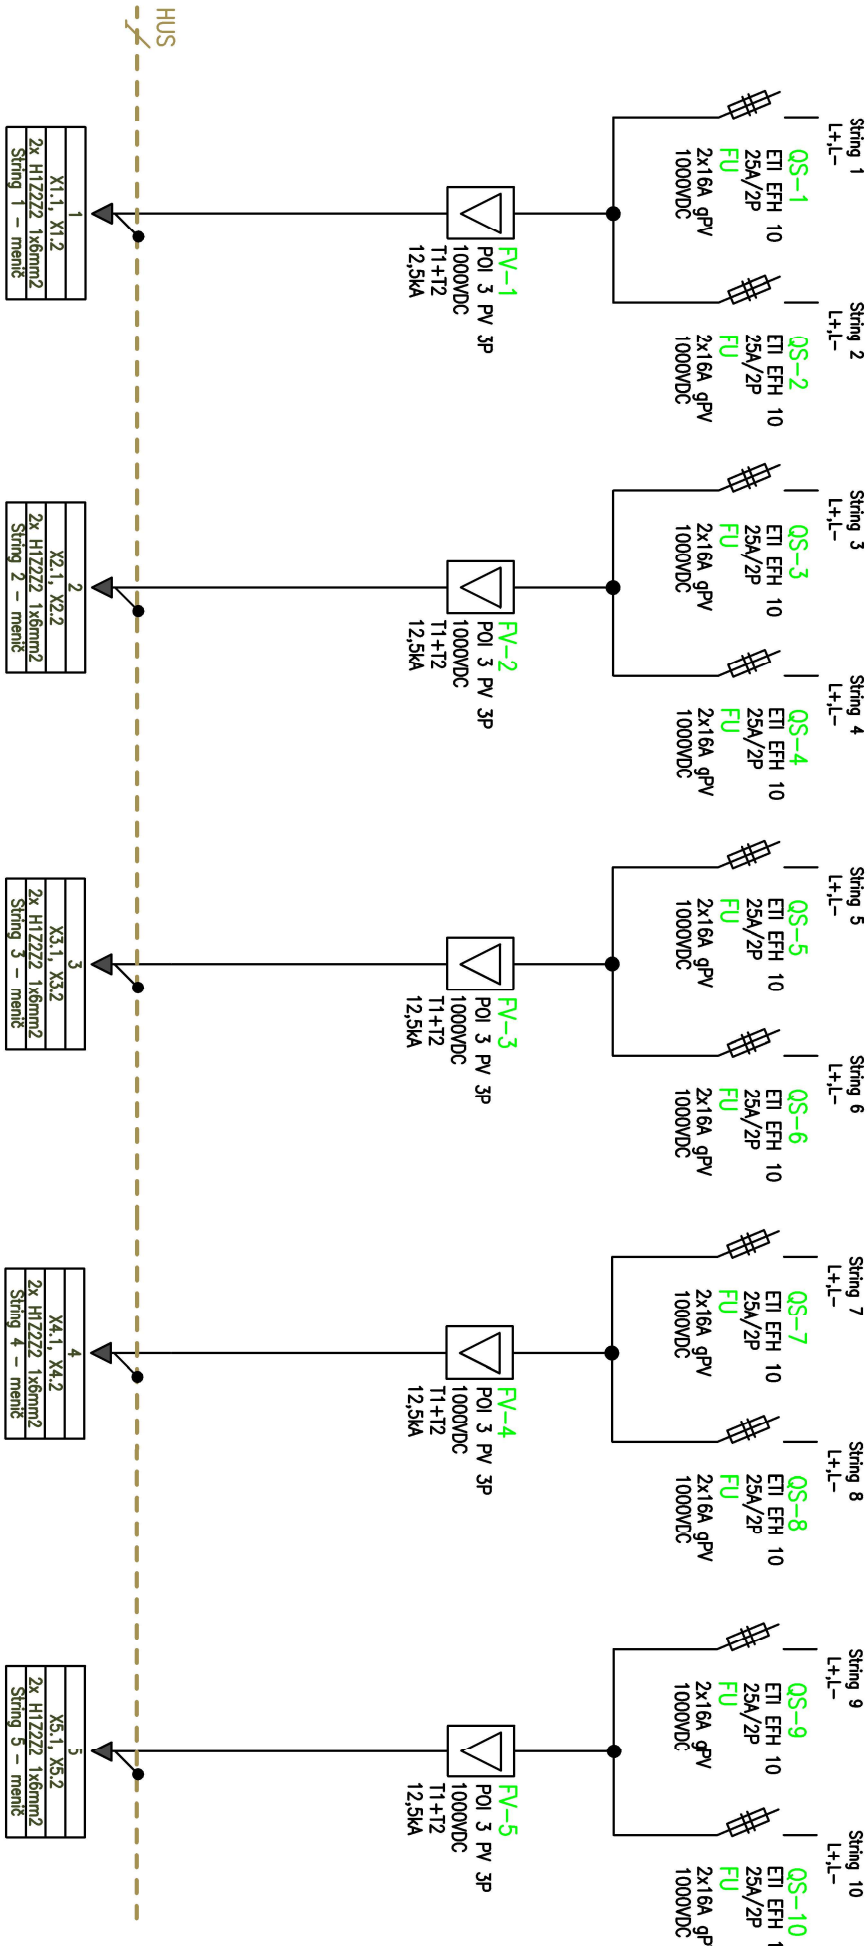 String 1
L+,L-
QS-1
ETI EFH 10
25A/2P
FU
2x16A gPV
1000VDC
String 2
L+,L-
QS-2
ETI EFH 10
25A/2P
FU
2x16A gPV
1000VDC
String 3
L+,L-
QS-3
ETI EFH 10
25A/2P
FU
2x16A gPV
1000VDC
String 4
L+,L-
QS-4
ETI EFH 10
25A/2P
FU
2x16A gPV
1000VDC
String 5
L+,L-
QS-5
ETI EFH 10
25A/2P
FU
2x16A gPV
1000VDC
String 6
L+,L-
QS-6
ETI EFH 10
25A/2P
FU
2x16A gPV
1000VDC
String 7
L+,L-
QS-7
ETI EFH 10
25A/2P
FU
2x16A gPV
1000VDC
String 8
L+,L-
QS-8
ETI EFH 10
25A/2P
FU
2x16A gPV
1000VDC
String 9
L+,L-
QS-9
ETI EFH 10
25A/2P
FU
2x16A gPV
1000VDC
String 10
L+,L-
QS-10
ETI EFH 1
25A/2P
FU
2x16A gP
1000VDC
FV-1
POI 3 PV 3P
1000VDC
T1+T2
12,5kA
FV-2
POI 3 PV 3P
1000VDC
T1+T2
12,5kA
FV-3
POI 3 PV 3P
1000VDC
T1+T2
12,5kA
FV-4
POI 3 PV 3P
1000VDC
T1+T2
12,5kA
FV-5
POI 3 PV 3P
1000VDC
T1+T2
12,5kA
HUS
1
X1.1, X1.2
2x H1Z2Z2 1x6mm2
String 1 - menič
2
X2.1, X2.2
2x H1Z2Z2 1x6mm2
String 2 - menič
3
X3.1, X3.2
2x H1Z2Z2 1x6mm2
String 3 - menič
4
X4.1, X4.2
2x H1Z2Z2 1x6mm2
String 4 - menič
5
X5.1, X5.2
2x H1Z2Z2 1x6mm2
String 5 - menič